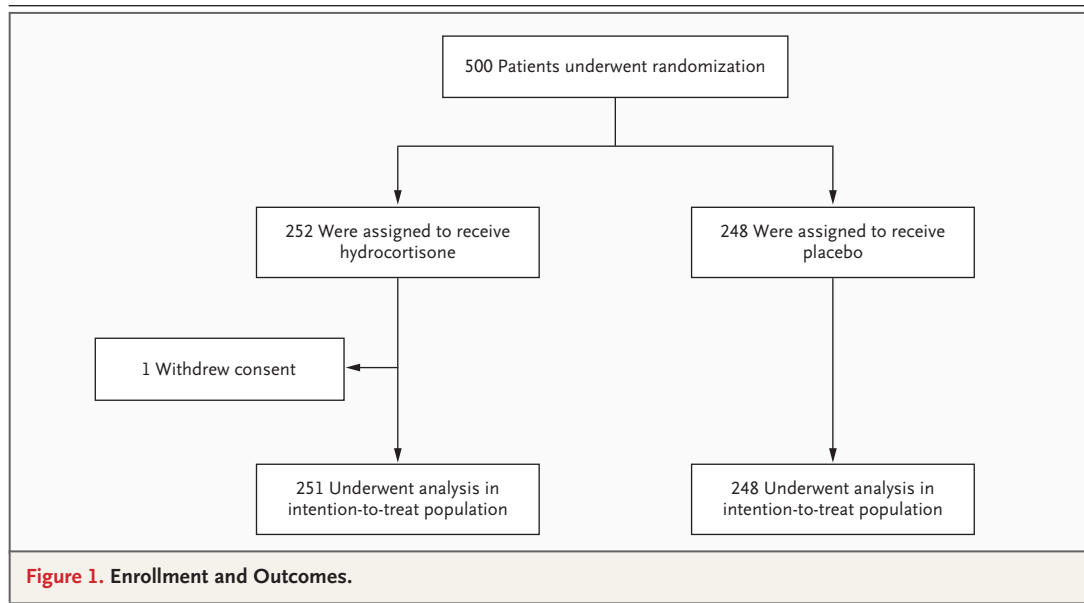 500 Patients underwent randomization
252 Were assigned to receive
hydrocortisone
248 Were assigned to receive
placebo
1 Withdrew consent
251 Underwent analysis in
intention-to-treat population
248 Underwent analysis in
intention-to-treat population
Figure 1. Enrollment and Outcomes.